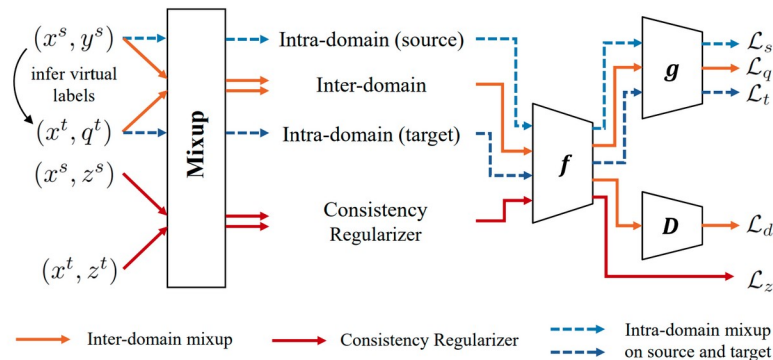 (x^s, y^s)
infer virtual
labels
(x^t, q^t)
(x^s, z^s)
(x^t, z^t)
Mixup
Intra-domain (source)
Inter-domain
Intra-domain (target)
Consistency
Regularizer
f
g
D
ℒ_s
ℒ_q
ℒ_t
ℒ_d
ℒ_z
Inter-domain mixup
Consistency Regularizer
Intra-domain mixup
on source and target